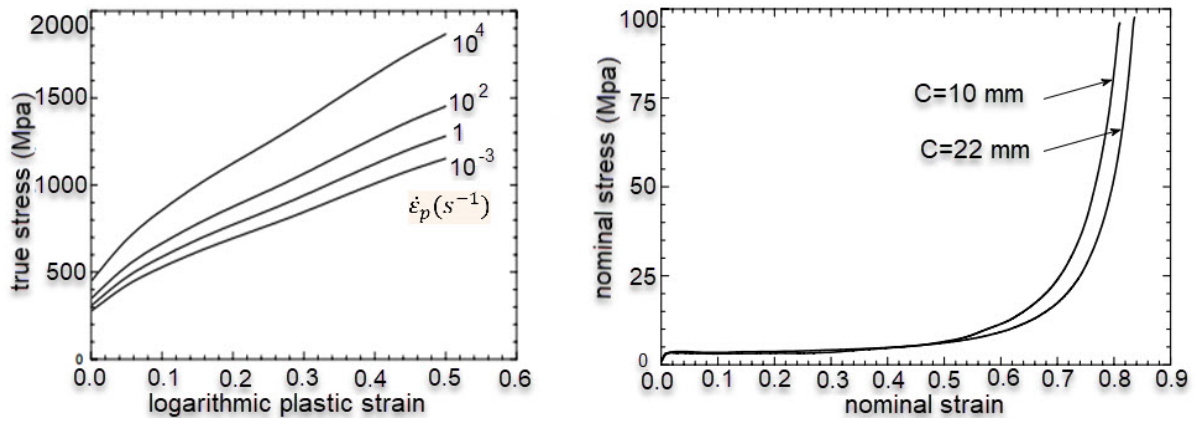 2000
1500
1000
500
0
true stress (Mpa)
10^4
10^2
1
10^-3
ε̇_p(s^−1)
0.0 0.1 0.2 0.3 0.4 0.5 0.6
logarithmic plastic strain
100
75
50
25
0
nominal stress (Mpa)
C=10 mm
C=22 mm
0.0 0.1 0.2 0.3 0.4 0.5 0.6 0.7 0.8 0.9
nominal strain